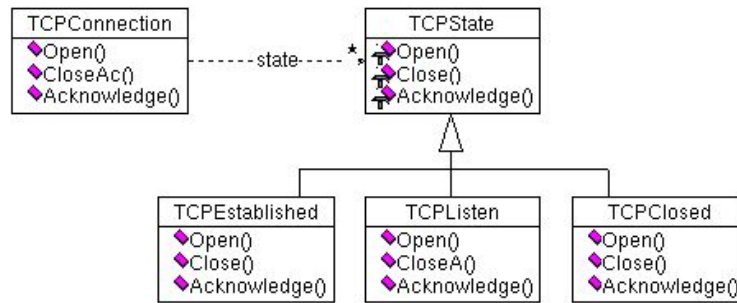 TCPConnection
Open()
CloseAc()
Acknowledge()
state
*
TCPState
Open()
Close()
Acknowledge()
TCPEstablished
Open()
Close()
Acknowledge()
TCPListen
Open()
CloseA()
Acknowledge()
TCPClosed
Open()
Close()
Acknowledge()